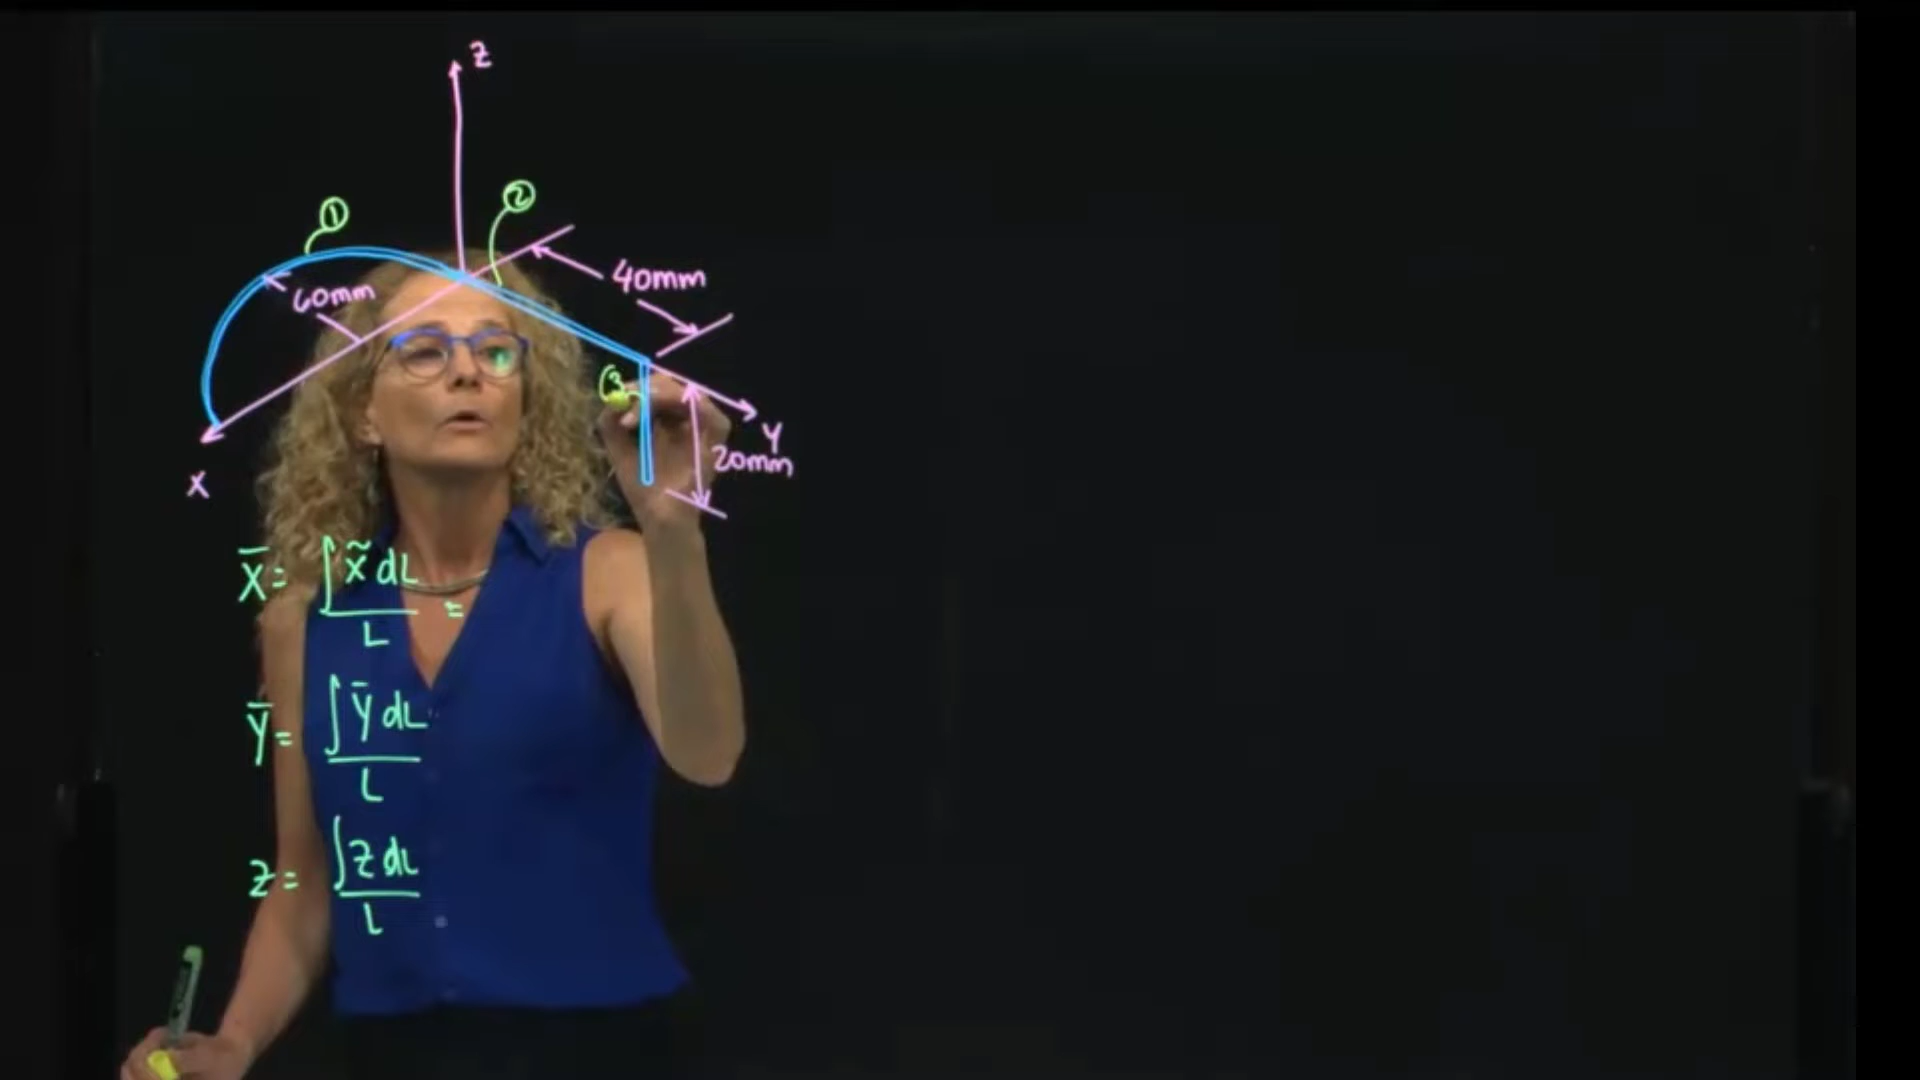 Z
①
②
60mm
40mm
3
Y
20mm
X
X̄ = ∫ x̃ dL / L =
Ȳ = ∫ ȳ dL / L
Z = ∫ Z dL / L